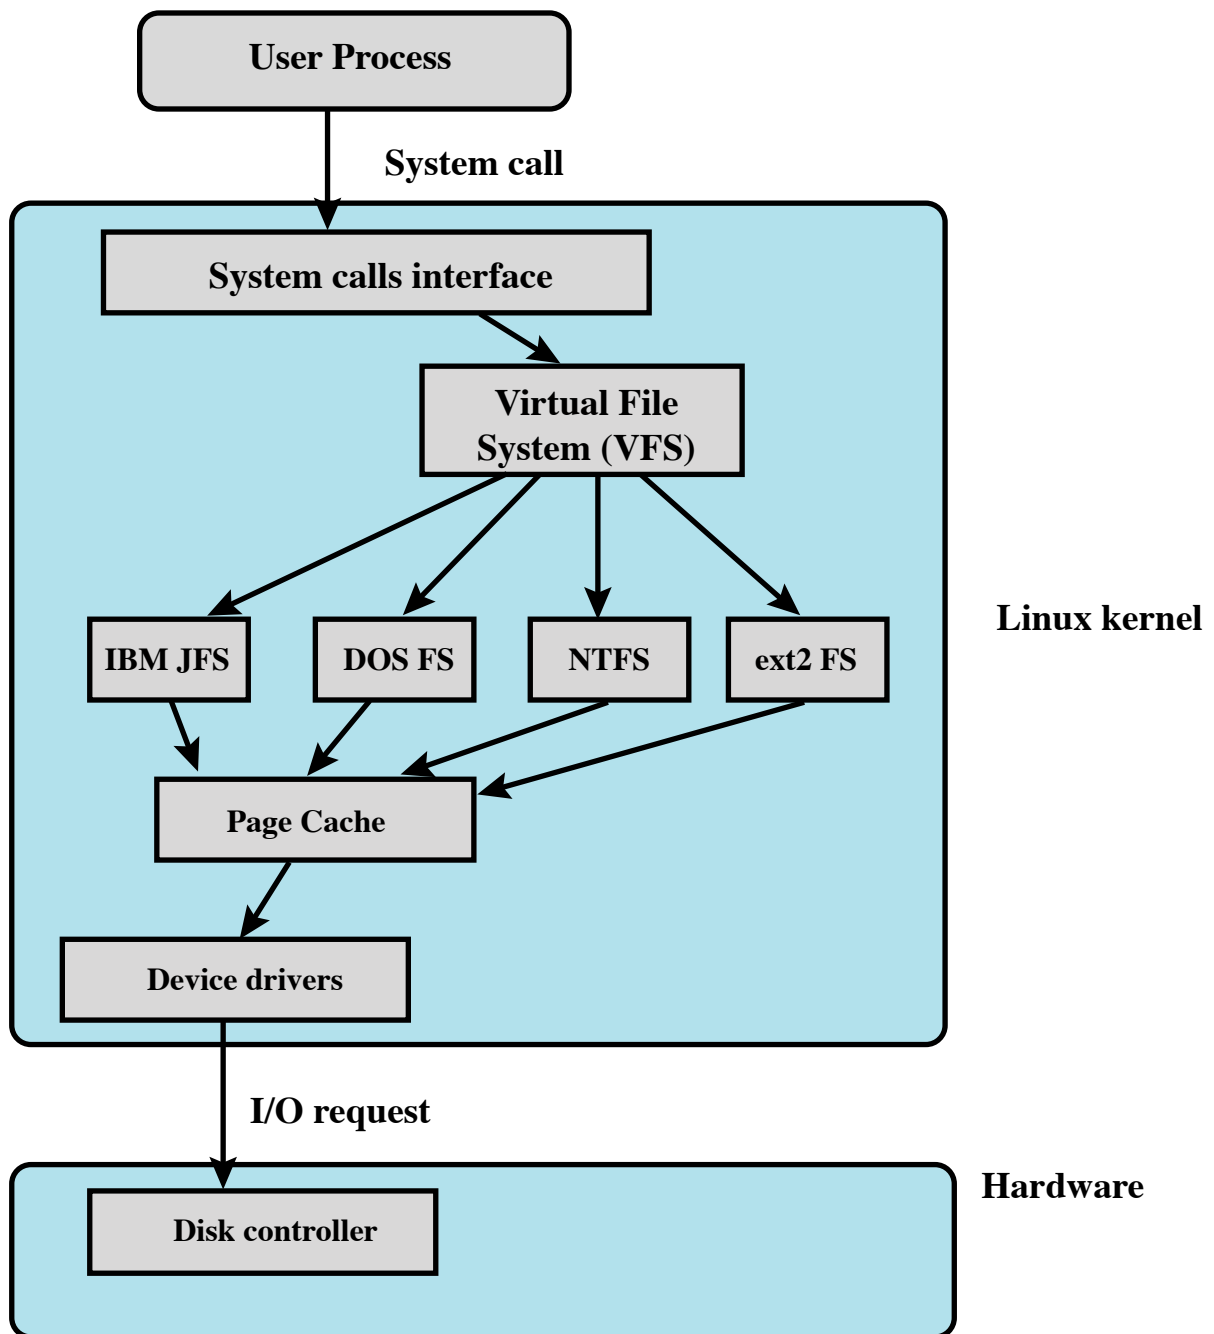 User Process
System call
System calls interface
Virtual File
System (VFS)
Linux kernel
IBM JFS
DOS FS
NTFS
ext2 FS
Page Cache
Device drivers
I/O request
Hardware
Disk controller